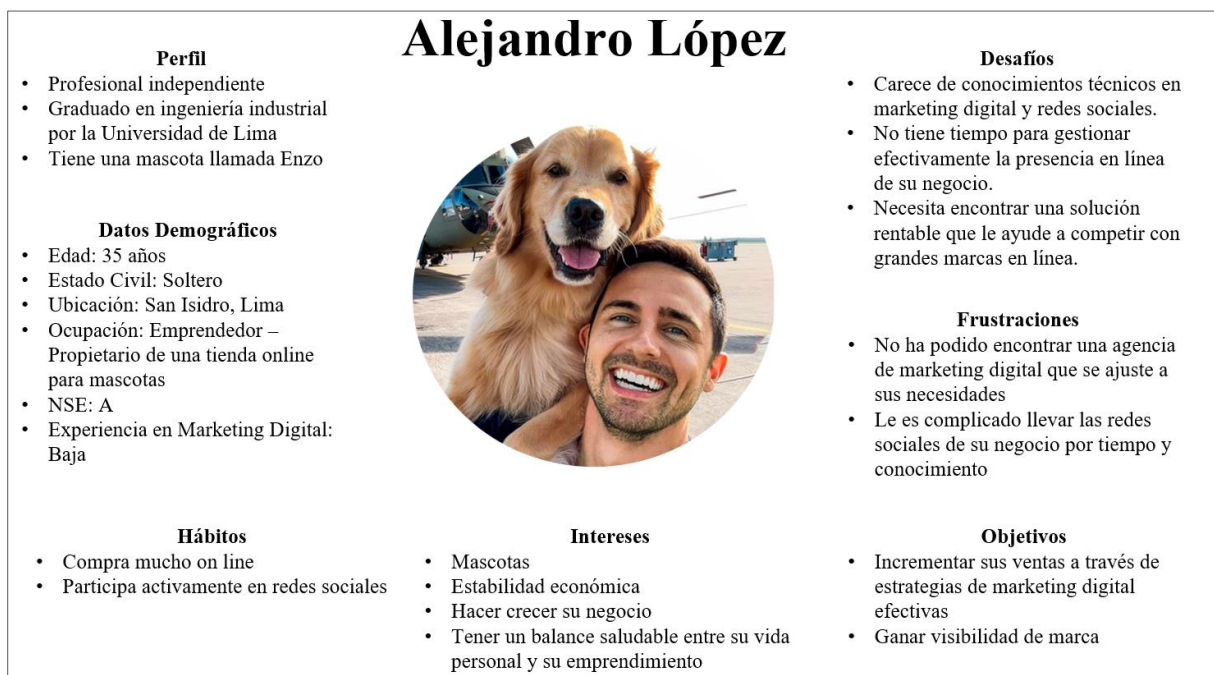 Alejandro López
Perfil
• Profesional independiente
• Graduado en ingeniería industrial
por la Universidad de Lima
• Tiene una mascota llamada Enzo
Datos Demográficos
• Edad: 35 años
• Estado Civil: Soltero
• Ubicación: San Isidro, Lima
• Ocupación: Emprendedor –
Propietario de una tienda online
para mascotas
• NSE: A
• Experiencia en Marketing Digital:
Baja
Hábitos
• Compra mucho on line
• Participa activamente en redes sociales
Intereses
• Mascotas
• Estabilidad económica
• Hacer crecer su negocio
• Tener un balance saludable entre su vida
personal y su emprendimiento
Desafíos
• Carece de conocimientos técnicos en
marketing digital y redes sociales.
• No tiene tiempo para gestionar
efectivamente la presencia en línea
de su negocio.
• Necesita encontrar una solución
rentable que le ayude a competir con
grandes marcas en línea.
Frustraciones
• No ha podido encontrar una agencia
de marketing digital que se ajuste a
sus necesidades
• Le es complicado llevar las redes
sociales de su negocio por tiempo y
conocimiento
Objetivos
• Incrementar sus ventas a través de
estrategias de marketing digital
efectivas
• Ganar visibilidad de marca